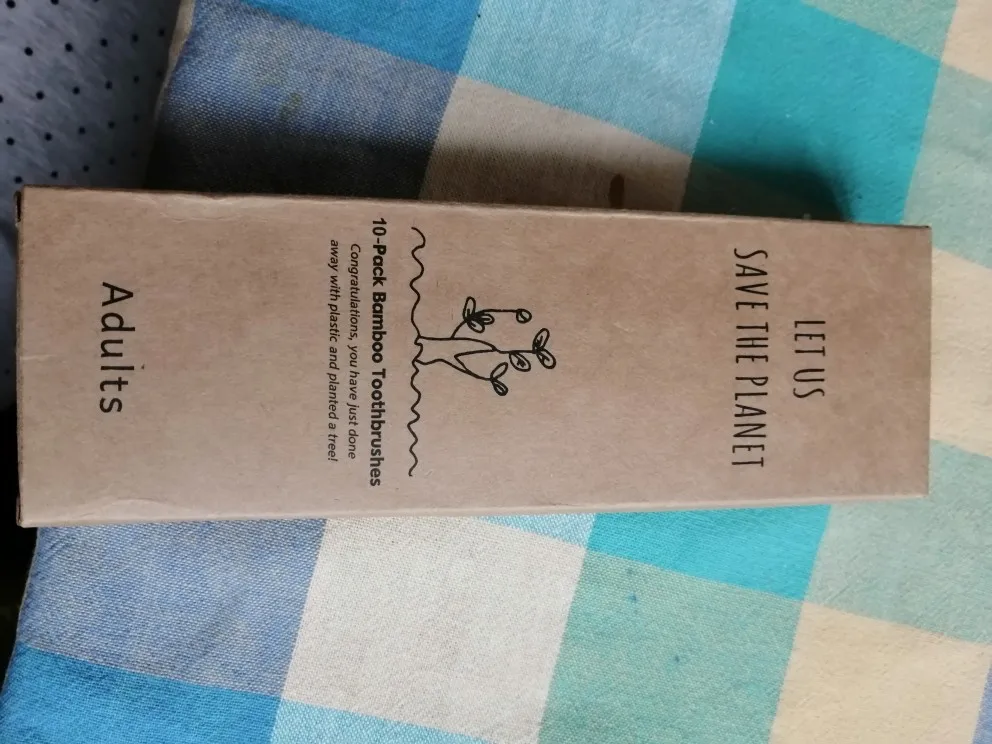 LET US
SAVE THE PLANET
10-Pack Bamboo Toothbrushes
Congratulations, you have just done
away with plastic and planted a tree!
Adults